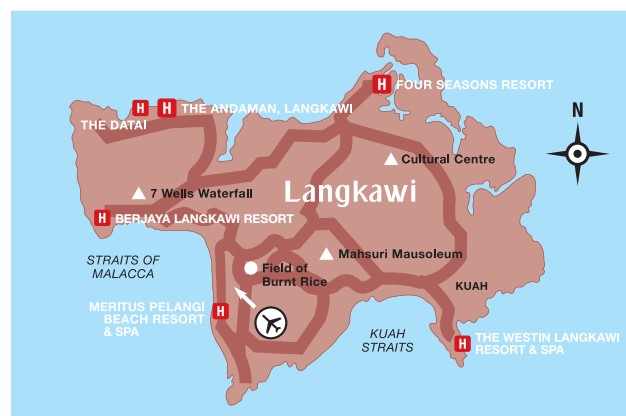 H FOUR SEASONS RESORT
N
H H THE ANDAMAN, LANGKAWI
THE DATAI
Cultural Centre
7 Wells Waterfall
Langkawi
H BERJAYA LANGKAWI RESORT
STRAITS OF
MALACCA
Mahsuri Mausoleum
Field of
Burnt Rice
KUAH
MERITUS PELANGI
BEACH RESORT
& SPA
H
KUAH
STRAITS
H THE WESTIN LANGKAWI
RESORT & SPA